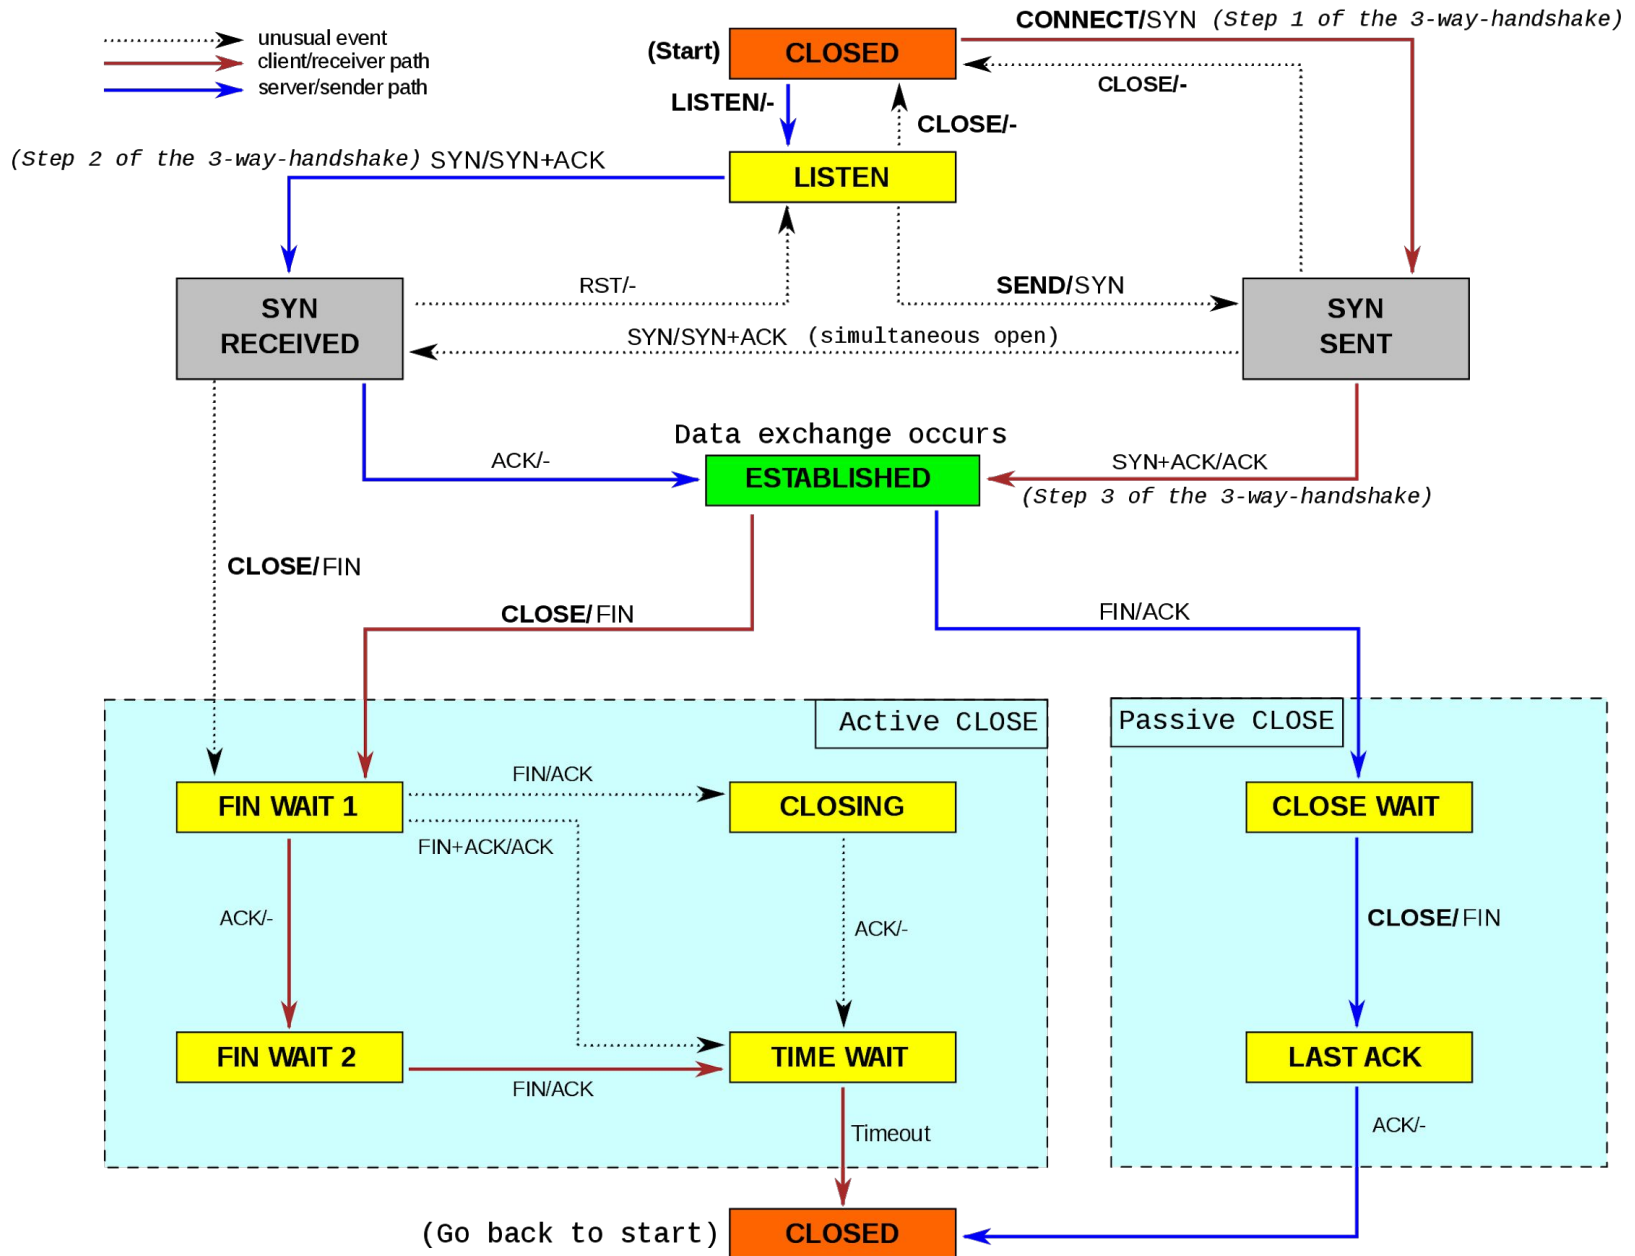 CONNECT/SYN (Step 1 of the 3-way-handshake)
unusual event
client/receiver path
server/sender path
(Start)
CLOSED
CLOSE/-
LISTEN/-
CLOSE/-
(Step 2 of the 3-way-handshake) SYN/SYN+ACK
LISTEN
RST/-
SEND/SYN
SYN
RECEIVED
SYN
SENT
SYN/SYN+ACK (simultaneous open)
Data exchange occurs
ACK/-
ESTABLISHED
SYN+ACK/ACK
(Step 3 of the 3-way-handshake)
CLOSE/FIN
CLOSE/FIN
FIN/ACK
Active CLOSE
Passive CLOSE
FIN WAIT 1
FIN/ACK
CLOSING
CLOSE WAIT
FIN+ACK/ACK
ACK/-
ACK/-
CLOSE/FIN
FIN WAIT 2
TIME WAIT
LAST ACK
FIN/ACK
Timeout
ACK/-
(Go back to start)
CLOSED